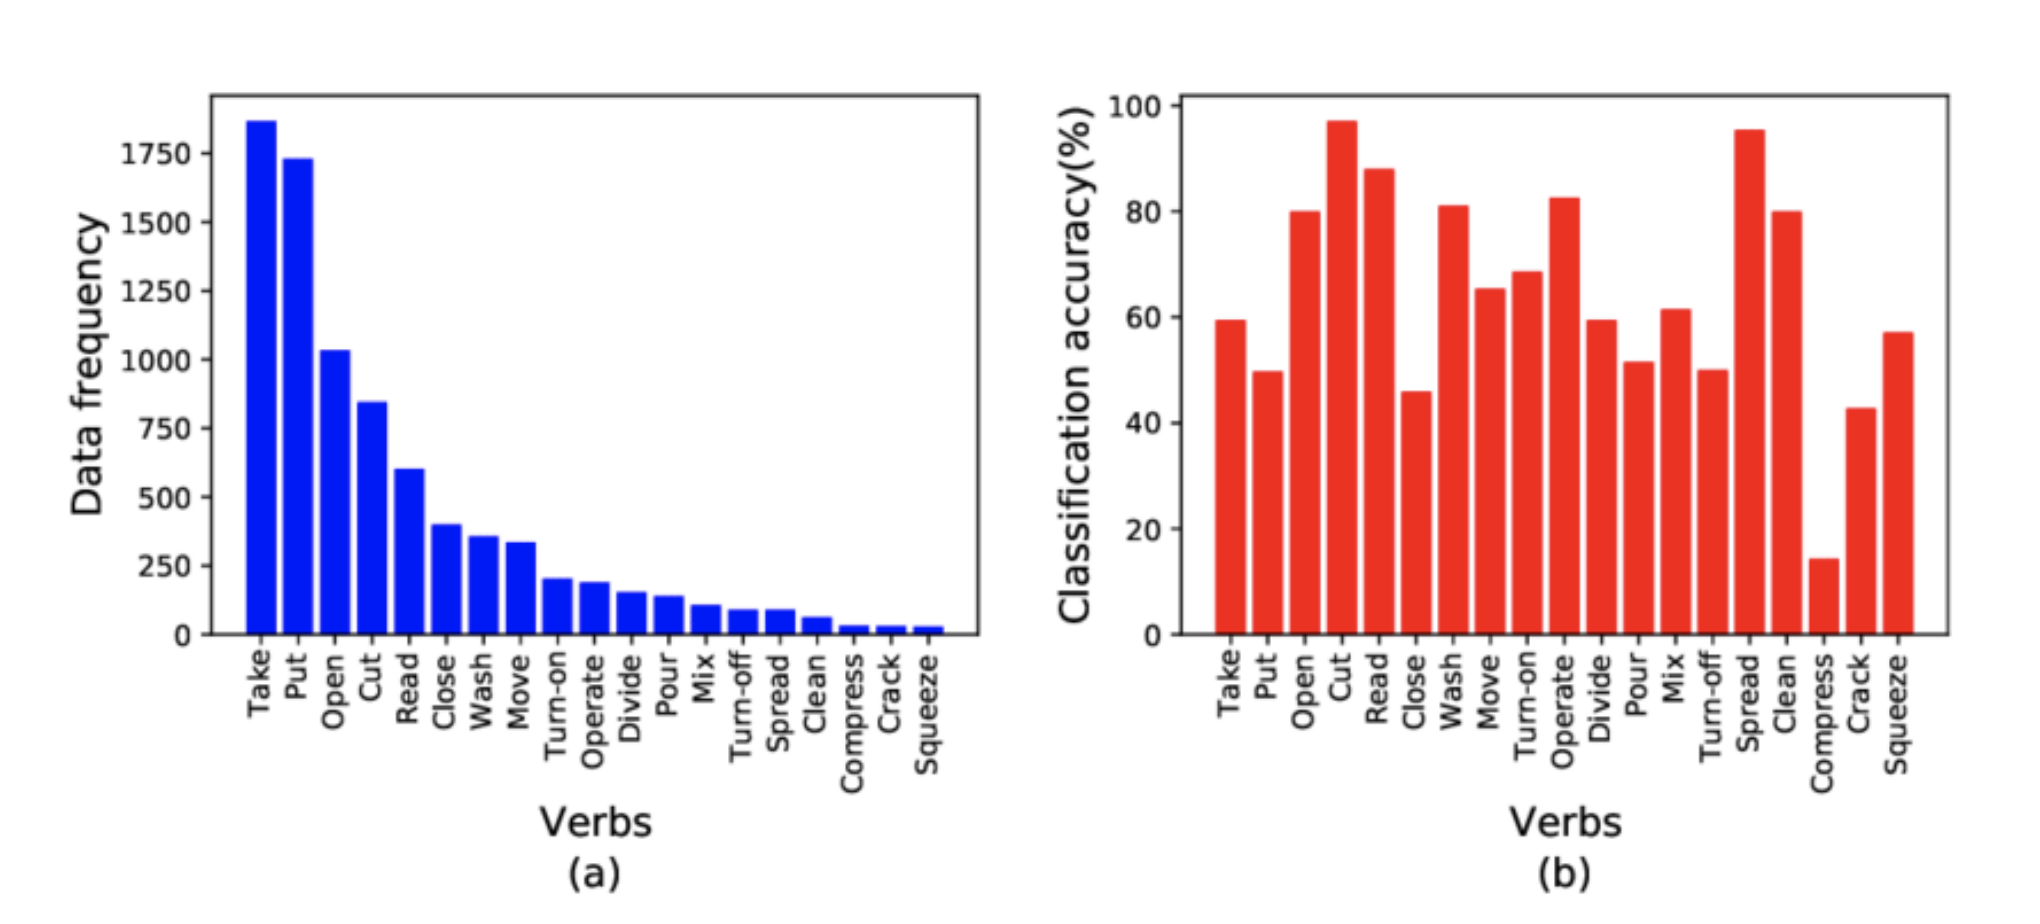 Data frequency
1750
1500
1250
1000
750
500
250
0
Take
Put
Open
Cut
Read
Close
Wash
Move
Turn-on
Operate
Divide
Pour
Mix
Turn-off
Spread
Clean
Compress
Crack
Squeeze
Verbs
(a)
Classification accuracy(%)
100
80
60
40
20
0
Take
Put
Open
Cut
Read
Close
Wash
Move
Turn-on
Operate
Divide
Pour
Mix
Turn-off
Spread
Clean
Compress
Crack
Squeeze
Verbs
(b)